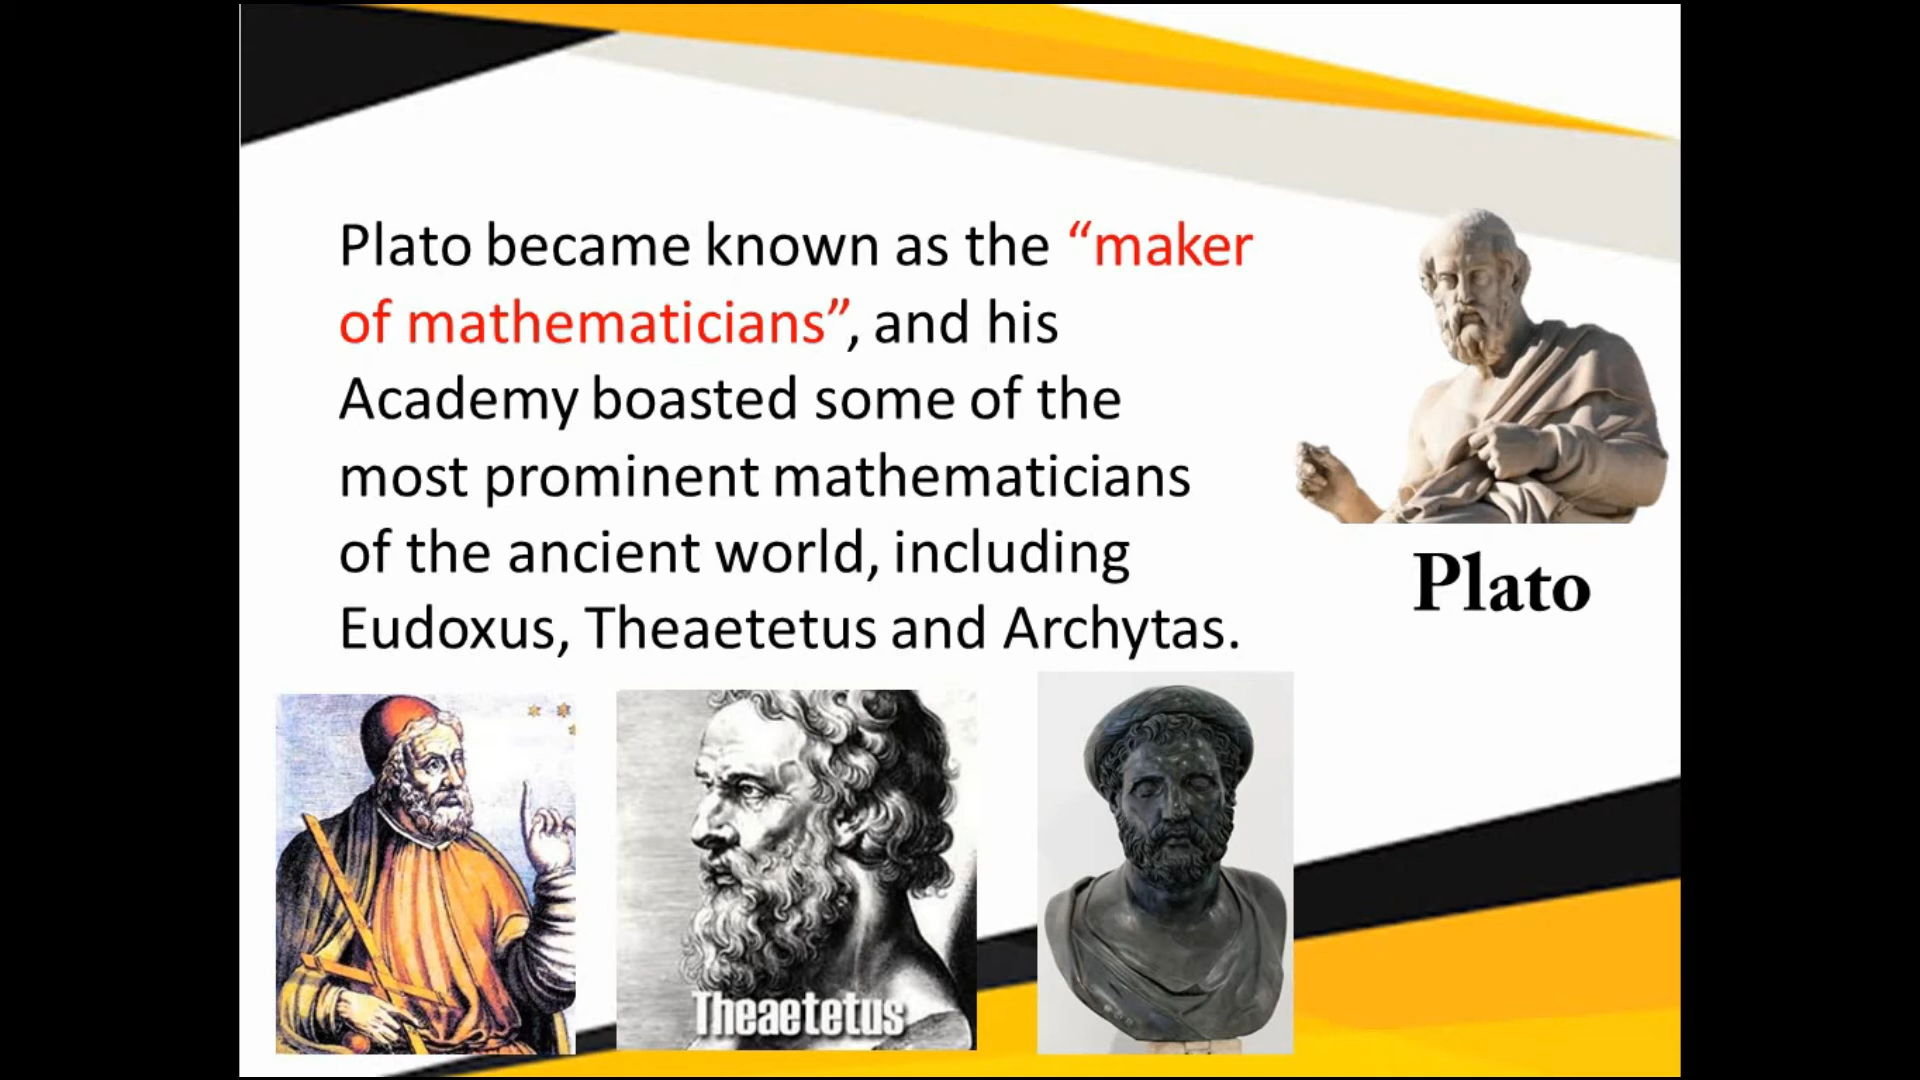 Plato became known as the “maker
of mathematicians”, and his
Academy boasted some of the
most prominent mathematicians
of the ancient world, including
Eudoxus, Theaetetus and Archytas.
Plato
Theaetetus